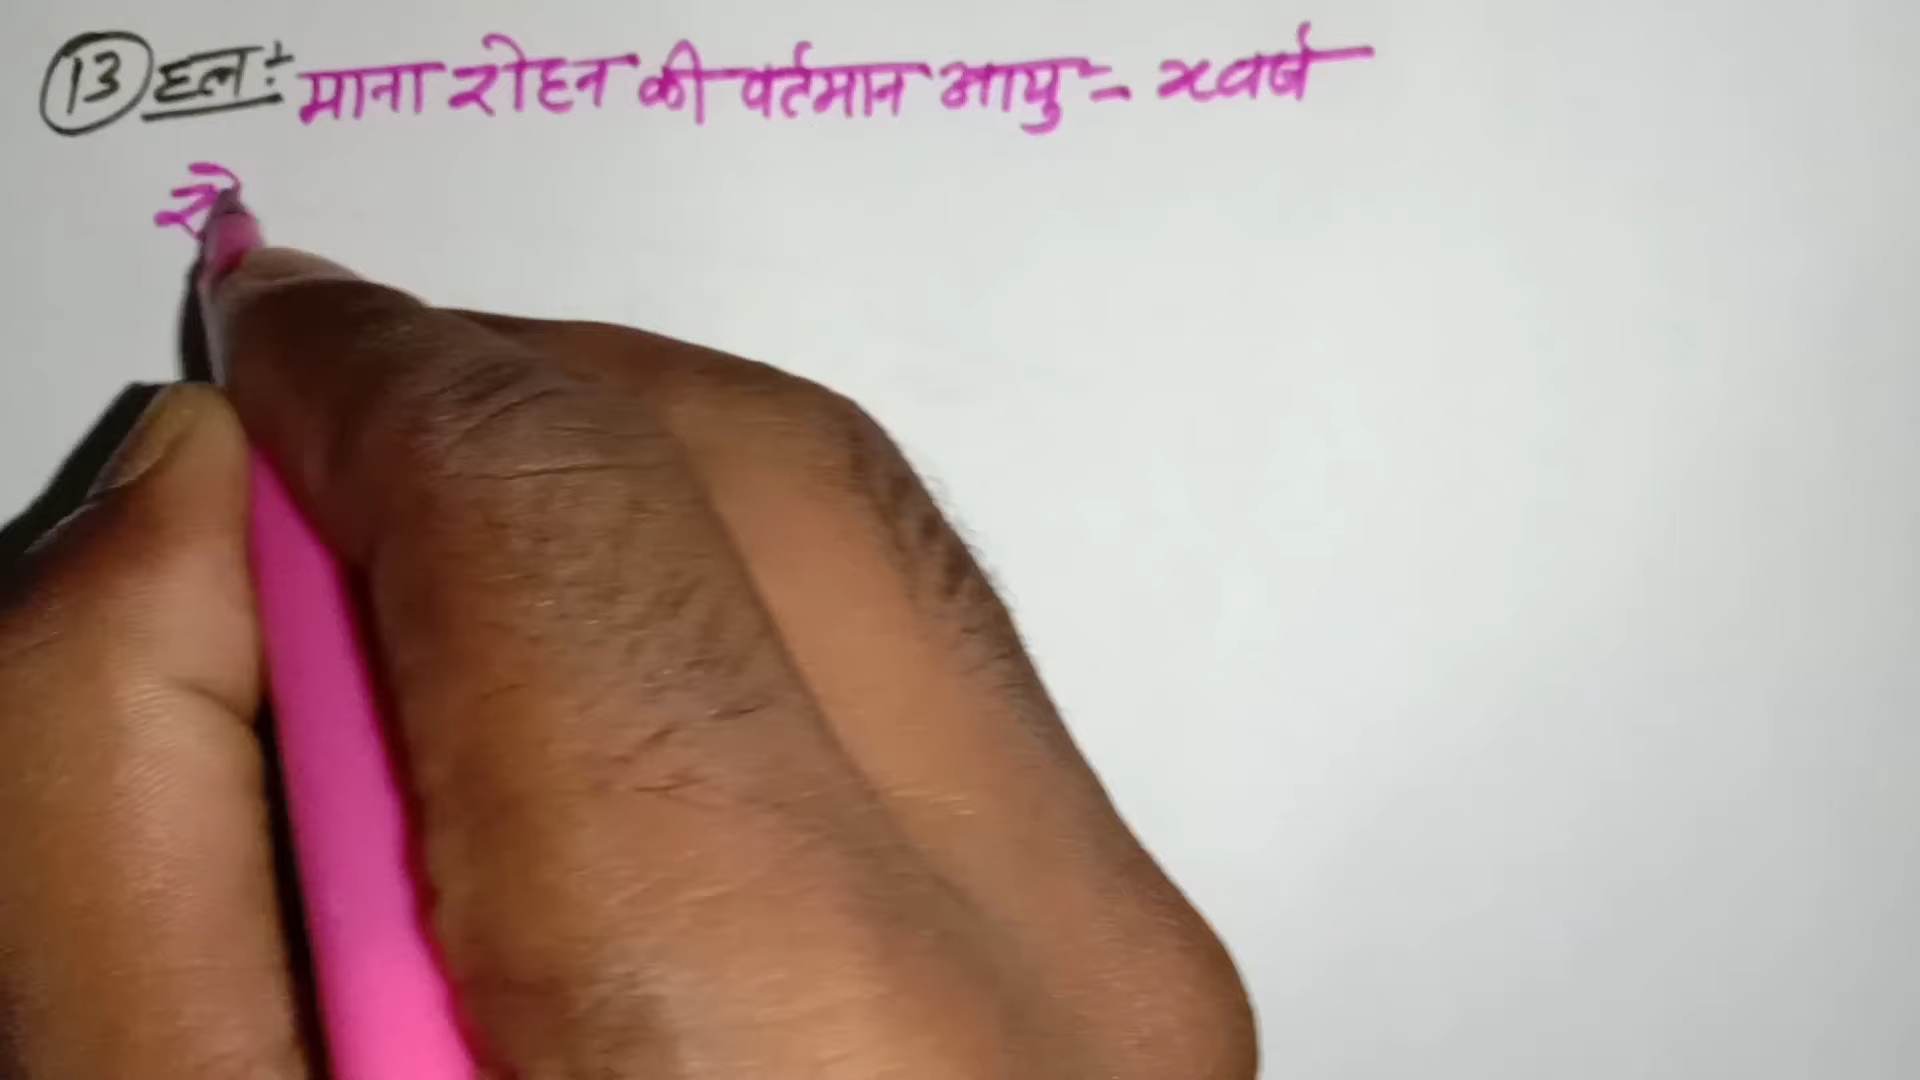 13 हल:- माना रोहन की वर्तमान आयु = x वर्ष